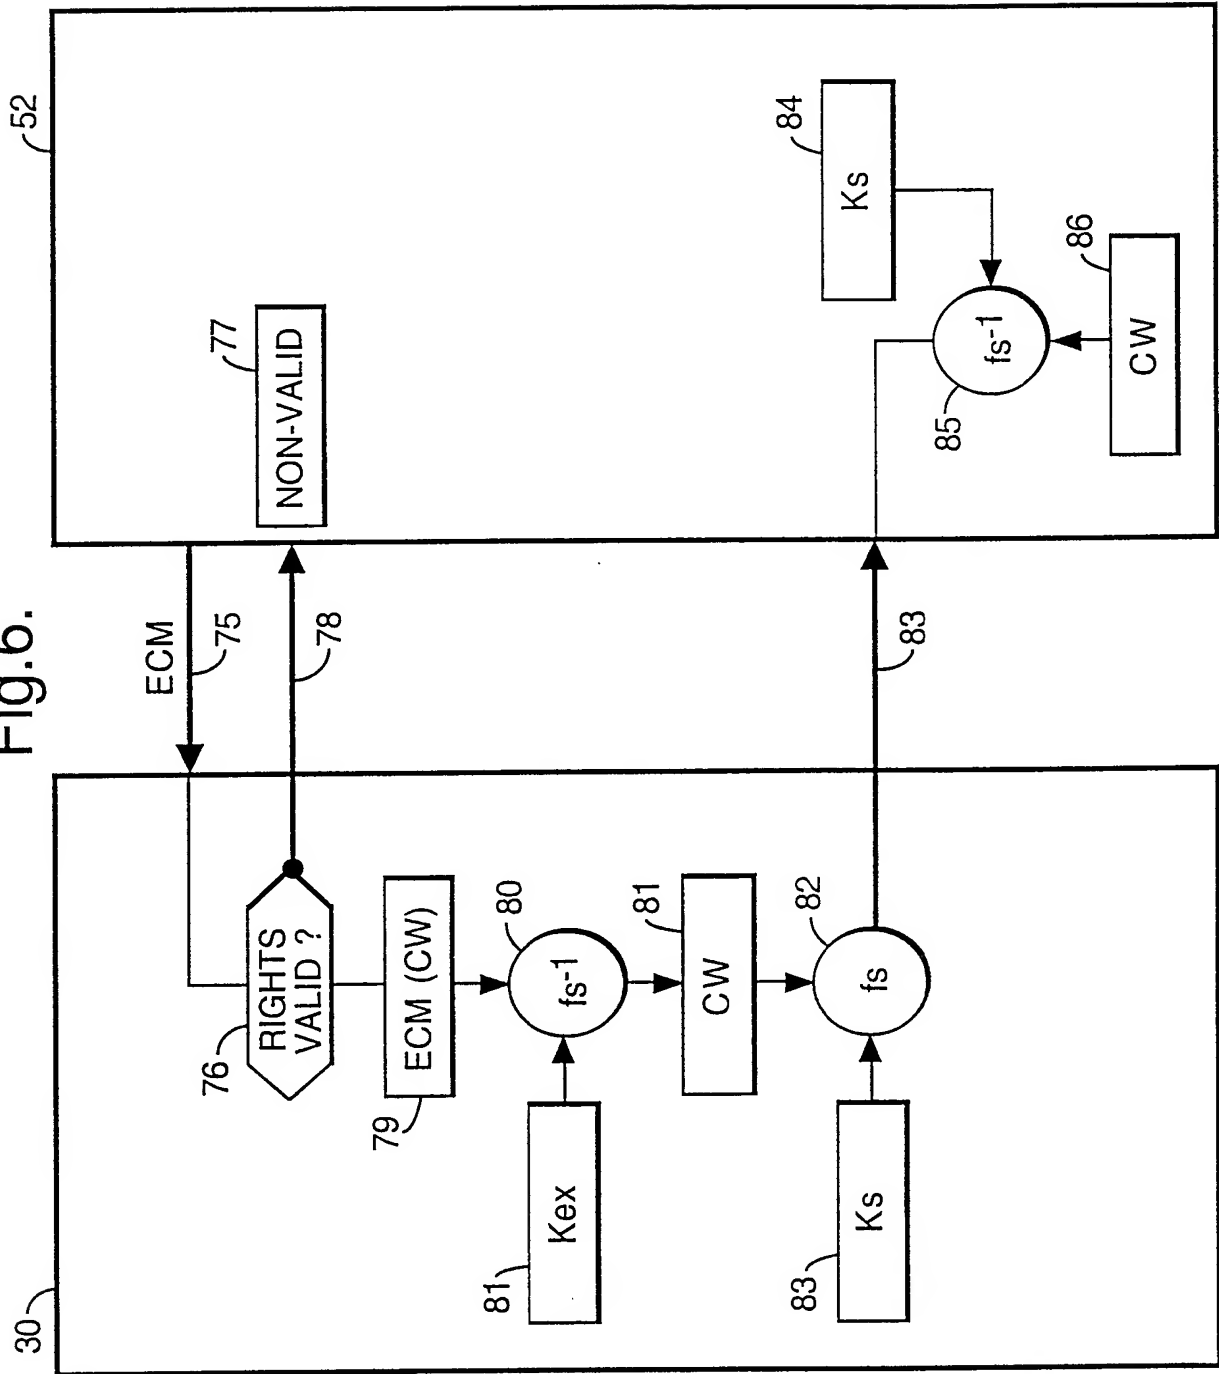 Fig.6.
30
52
ECM
75
76
RIGHTS
VALID ?
78
77
NON-VALID
79
ECM (CW)
80
fs-1
81
Kex
81
CW
82
fs
83
Ks
83
84
Ks
85
fs-1
86
CW